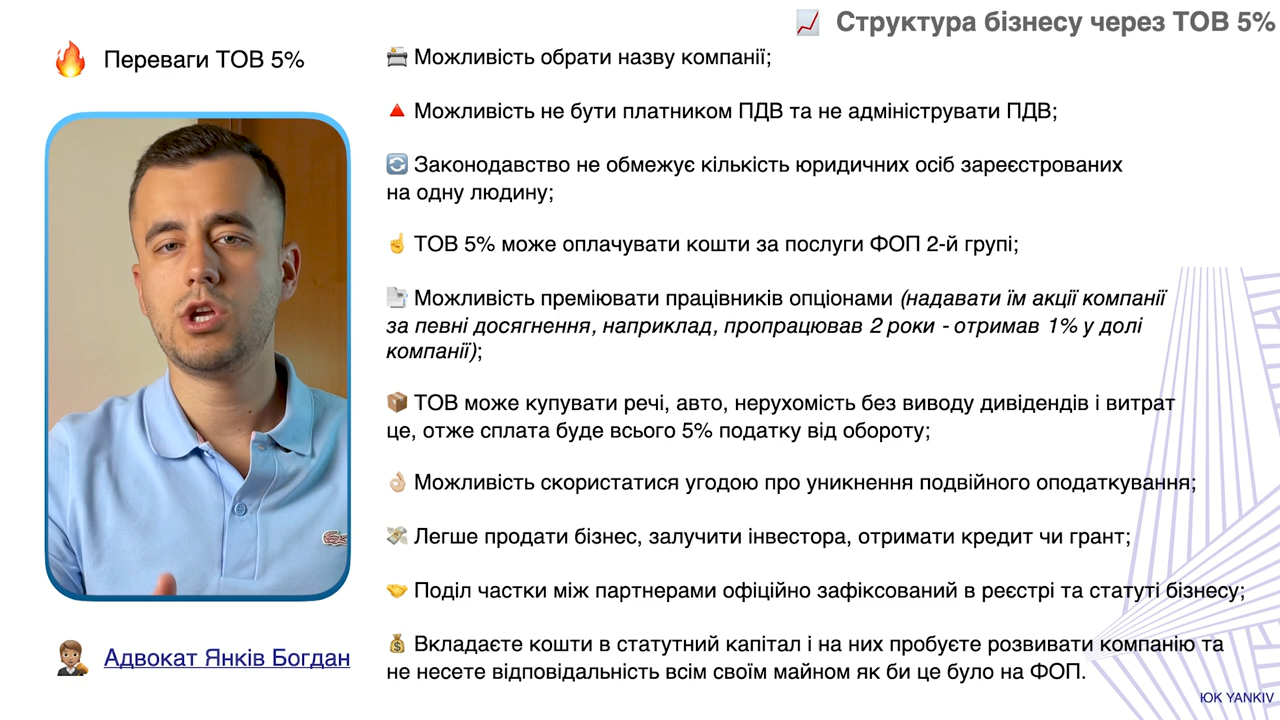 Структура бізнесу через ТОВ 5%
Переваги ТОВ 5%
Можливість обрати назву компанії;
Можливість не бути платником ПДВ та не адмініструвати ПДВ;
Законодавство не обмежує кількість юридичних осіб зареєстрованих
на одну людину;
ТОВ 5% може оплачувати кошти за послуги ФОП 2-й групі;
Можливість преміювати працівників опціонами (надавати їм акції компанії
за певні досягнення, наприклад, пропрацював 2 роки - отримав 1% у долі
компанії);
ТОВ може купувати речі, авто, нерухомість без виводу дивідендів і витрат
це, отже сплата буде всього 5% податку від обороту;
Можливість скористатися угодою про уникнення подвійного оподаткування;
Легше продати бізнес, залучити інвестора, отримати кредит чи грант;
Поділ частки між партнерами офіційно зафіксований в реєстрі та статуті бізнесу;
Вкладаєте кошти в статутний капітал і на них пробуєте розвивати компанію та
не несете відповідальність всім своїм майном як би це було на ФОП.
Адвокат Янків Богдан
ЮК YANKIV